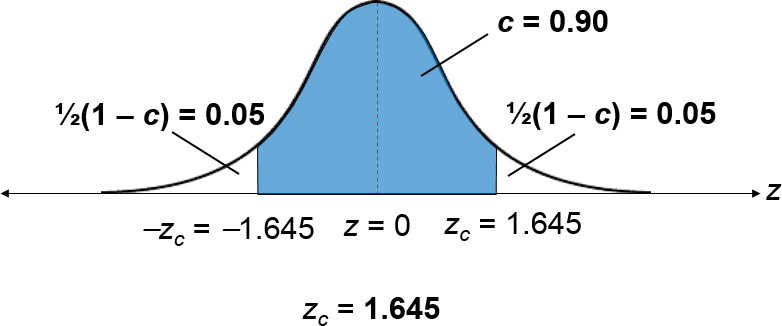 c = 0.90
½(1 – c) = 0.05
½(1 – c) = 0.05
z
–zc = –1.645
z = 0
zc = 1.645
zc = 1.645